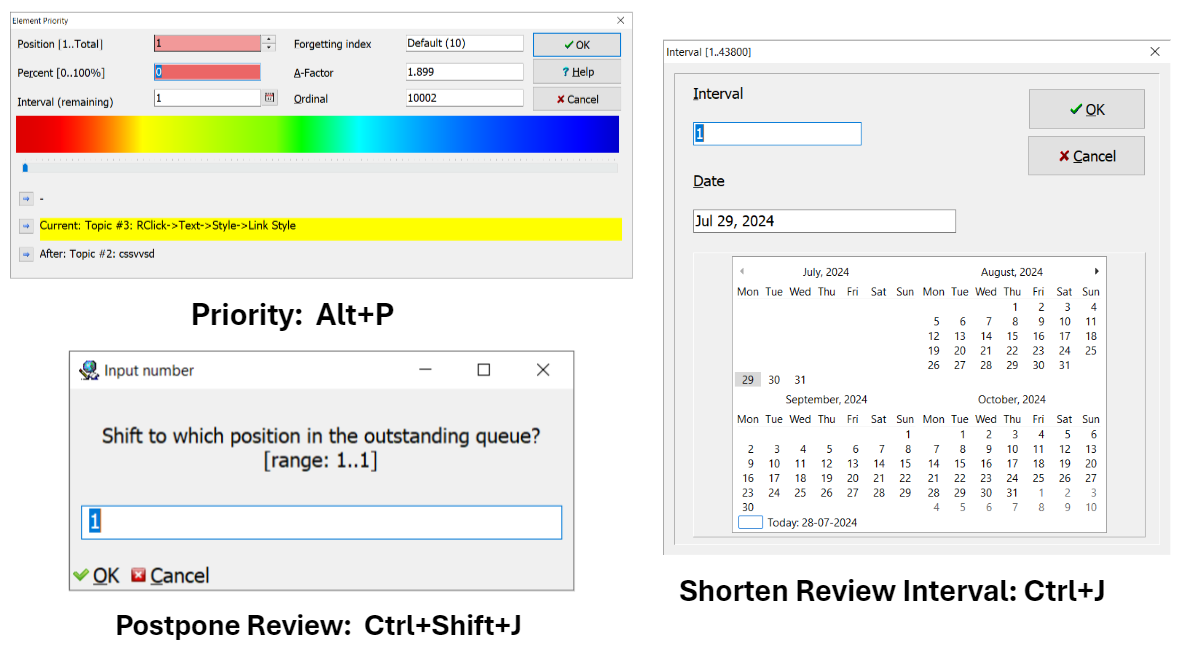 Element Priority
Position [1..Total] 1 Forgetting index Default (10) OK
Percent [0..100%] 0 A-Factor 1.899 ? Help
Interval (remaining) 1 Ordinal 10002 Cancel
-
Current: Topic #3: RClick->Text->Style->Link Style
After: Topic #2: cssvvsd
Priority: Alt+P
Input number
Shift to which position in the outstanding queue?
[range: 1..1]
1
OK Cancel
Postpone Review: Ctrl+Shift+J
Interval [1..43800]
Interval
OK
1
Cancel
Date
Jul 29, 2024
July, 2024 August, 2024
Mon Tue Wed Thu Fri Sat Sun Mon Tue Wed Thu Fri Sat Sun
1 2 3 4
5 6 7 8 9 10 11
12 13 14 15 16 17 18
19 20 21 22 23 24 25
26 27 28 29 30 31
29 30 31
September, 2024 October, 2024
Mon Tue Wed Thu Fri Sat Sun Mon Tue Wed Thu Fri Sat Sun
1 1 2 3 4 5 6
2 3 4 5 6 7 8 7 8 9 10 11 12 13
9 10 11 12 13 14 15 14 15 16 17 18 19 20
16 17 18 19 20 21 22 21 22 23 24 25 26 27
23 24 25 26 27 28 29 28 29 30 31 1 2 3
30 4 5 6 7 8 9 10
Today: 28-07-2024
Shorten Review Interval: Ctrl+J